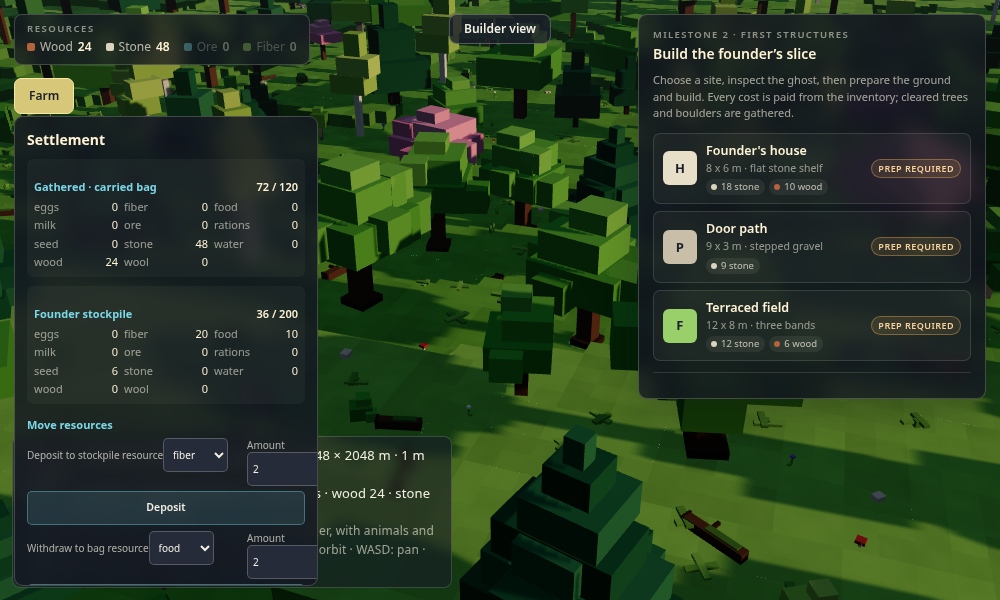 RESOURCES
Wood 24 Stone 48 Ore 0 Fiber 0
Builder view
Farm
Settlement
Gathered · carried bag 72 / 120
eggs 0 fiber 0 food 0
milk 0 ore 0 rations 0
seed 0 stone 48 water 0
wood 24 wool 0
Founder stockpile 36 / 200
eggs 0 fiber 20 food 10
milk 0 ore 0 rations 0
seed 6 stone 0 water 0
wood 0 wool 0
Move resources
Deposit to stockpile resource fiber Amount 2
Deposit
Withdraw to bag resource food Amount 2
48 × 2048 m · 1 m
s · wood 24 · stone
er, with animals and
orbit · WASD: pan ·
MILESTONE 2 · FIRST STRUCTURES
Build the founder's slice
Choose a site, inspect the ghost, then prepare the ground
and build. Every cost is paid from the inventory; cleared trees
and boulders are gathered.
H Founder's house
8 x 6 m · flat stone shelf
18 stone 10 wood
PREP REQUIRED
P Door path
9 x 3 m · stepped gravel
9 stone
PREP REQUIRED
F Terraced field
12 x 8 m · three bands
12 stone 6 wood
PREP REQUIRED